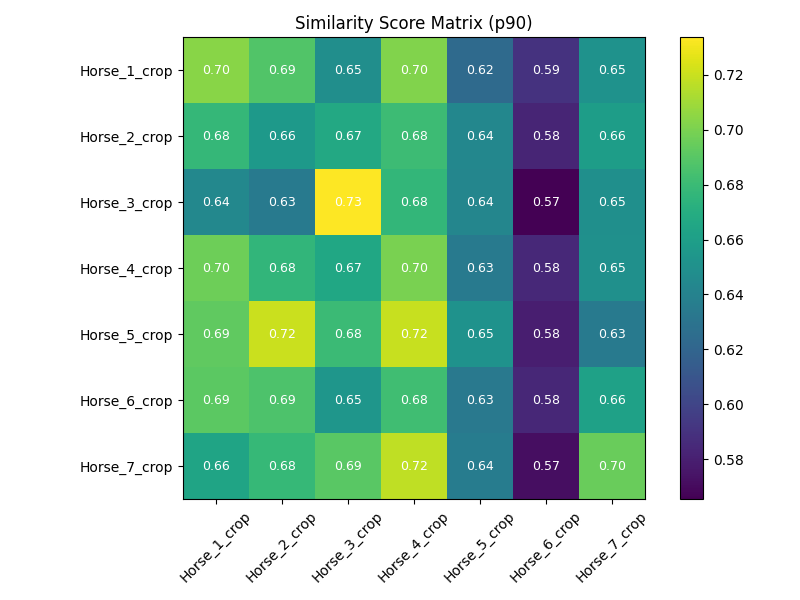 Similarity Score Matrix (p90)
Horse_1_crop 0.70 0.69 0.65 0.70 0.62 0.59 0.65
Horse_2_crop 0.68 0.66 0.67 0.68 0.64 0.58 0.66
Horse_3_crop 0.64 0.63 0.73 0.68 0.64 0.57 0.65
Horse_4_crop 0.70 0.68 0.67 0.70 0.63 0.58 0.65
Horse_5_crop 0.69 0.72 0.68 0.72 0.65 0.58 0.63
Horse_6_crop 0.69 0.69 0.65 0.68 0.63 0.58 0.66
Horse_7_crop 0.66 0.68 0.69 0.72 0.64 0.57 0.70
Horse_1_crop Horse_2_crop Horse_3_crop Horse_4_crop Horse_5_crop Horse_6_crop Horse_7_crop
0.72
0.70
0.68
0.66
0.64
0.62
0.60
0.58